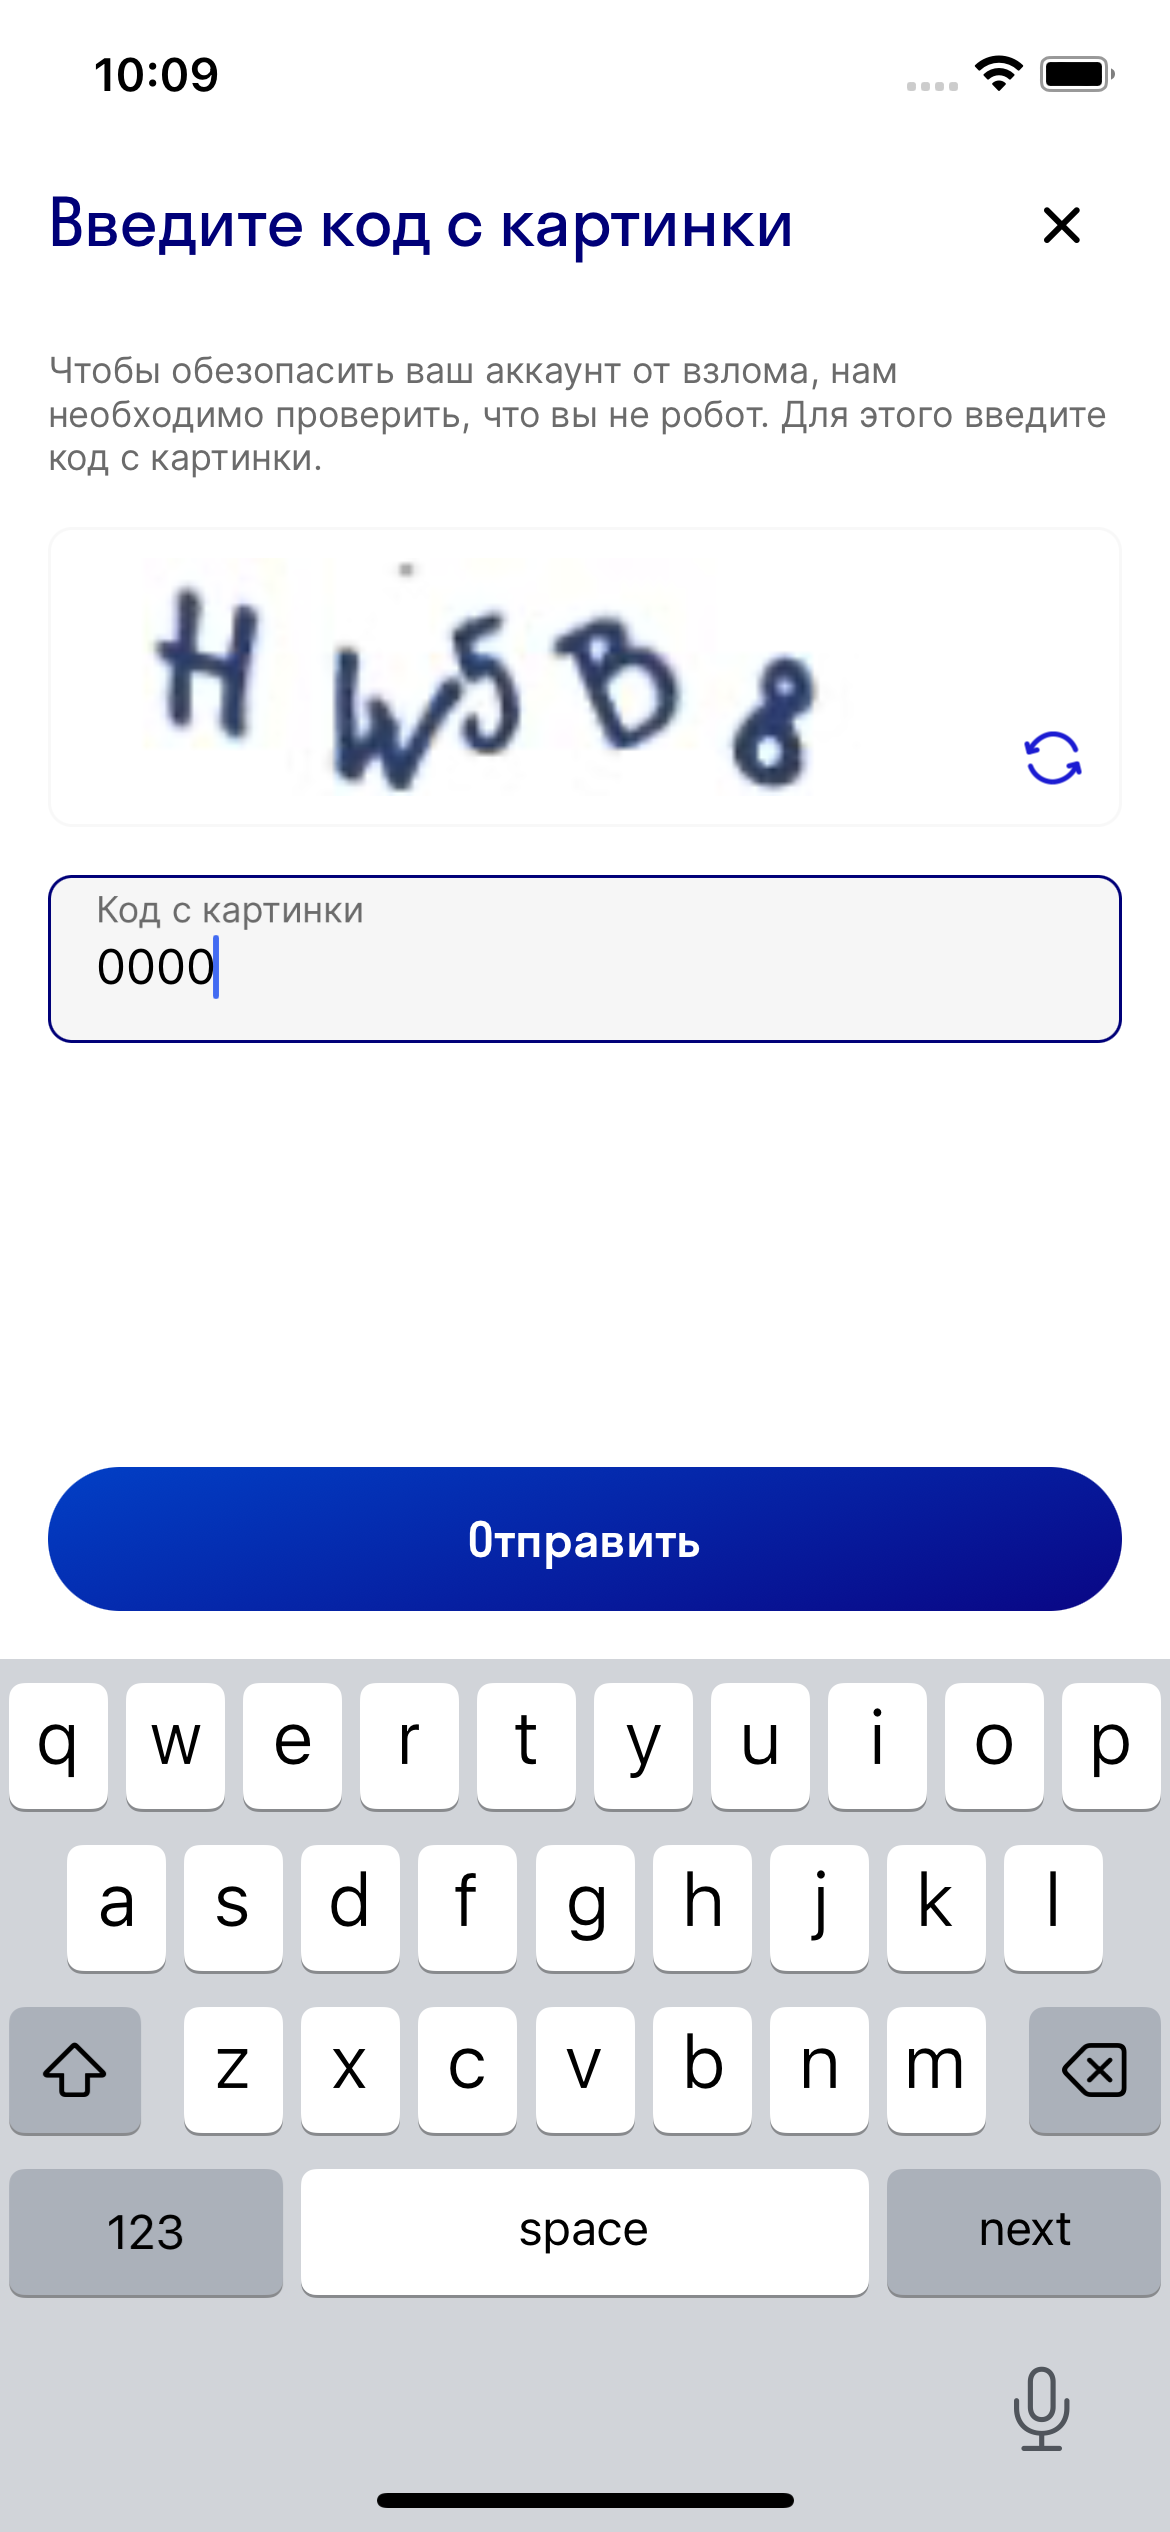 10:09
Введите код с картинки
Чтобы обезопасить ваш аккаунт от взлома, нам
необходимо проверить, что вы не робот. Для этого введите
код с картинки.
HW5B8
Код с картинки
0000
Отправить
q w e r t y u i o p
a s d f g h j k l
z x c v b n m
123 space next